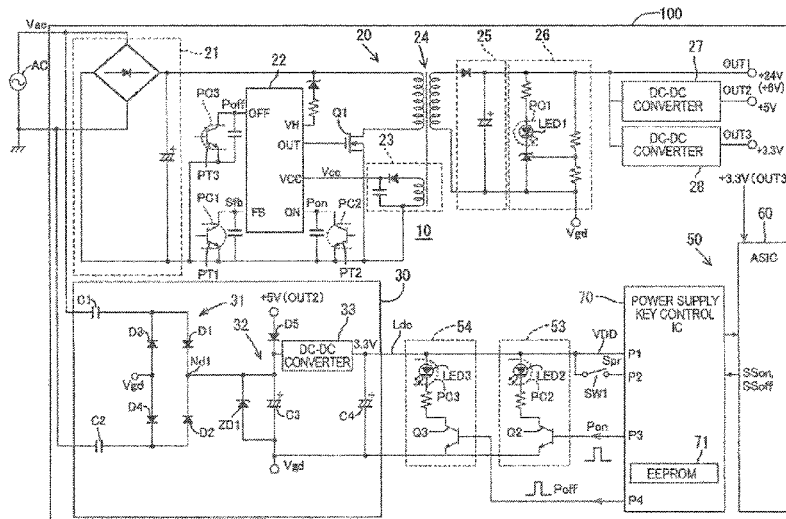 100
Vac
21
20
24
25
26
27
22
AC
PC3
Poff
OFF
VH
OUT
Q1
23
PC1
LED1
DC-DC
CONVERTER
OUT1
+24V
(+6V)
OUT2
+5V
DC-DC
CONVERTER
OUT3
+3.3V
28
PT3
VCC
Vcc
PC1
Sfb
FB
ON
Pon
PC2
10
+3.3V(OUT3)
60
Vgd
PT1
PT2
50
ASIC
C1
31
+5V(OUT2)
30
70
POWER SUPPLY
KEY CONTROL
IC
D3
D1
32
D5
33
DC-DC
CONVERTER
3.3V
Ldc
54
53
VDD
P1
Spr
P2
SW1
Vgd
Nd1
LED3
PC3
LED2
PC2
SSon,
SSoff
D4
D2
ZD1
C3
C4
Q3
Q2
Pon
P3
C2
Vgd
71
EEPROM
Poff
P4